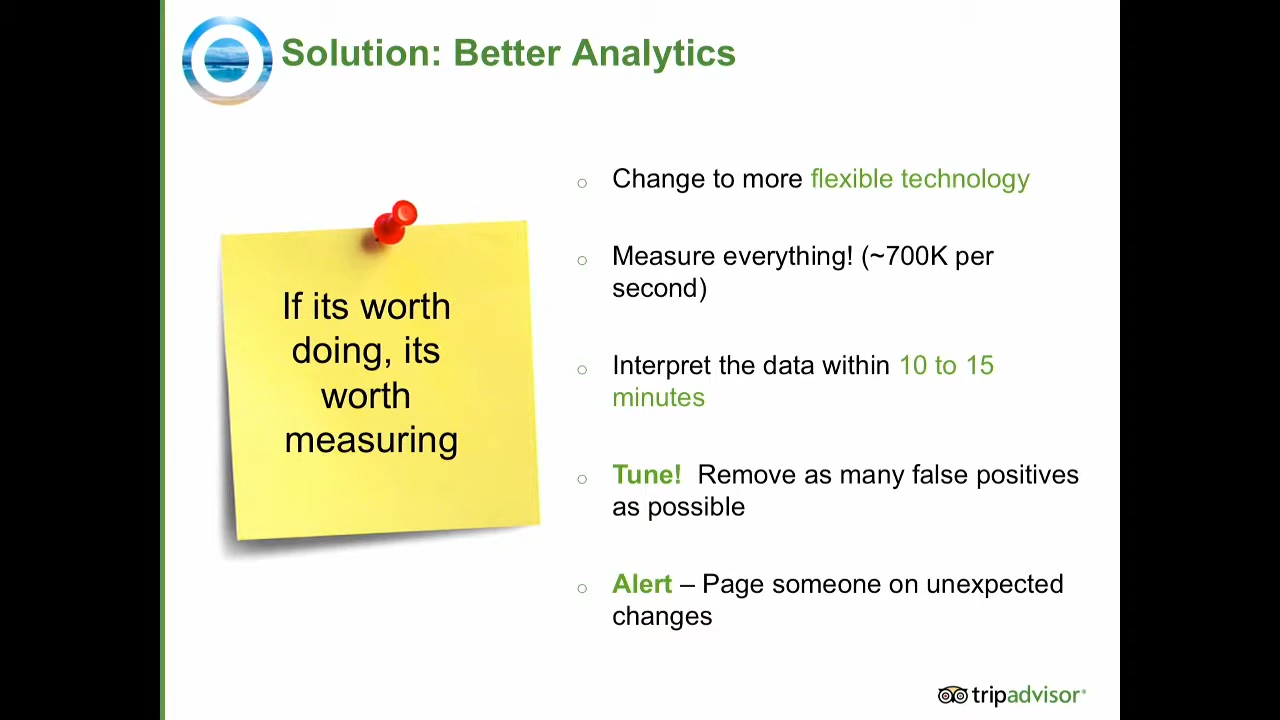 Solution: Better Analytics
If its worth
doing, its
worth
measuring
Change to more flexible technology
Measure everything! (~700K per
second)
Interpret the data within 10 to 15
minutes
Tune!  Remove as many false positives
as possible
Alert – Page someone on unexpected
changes
tripadvisor®